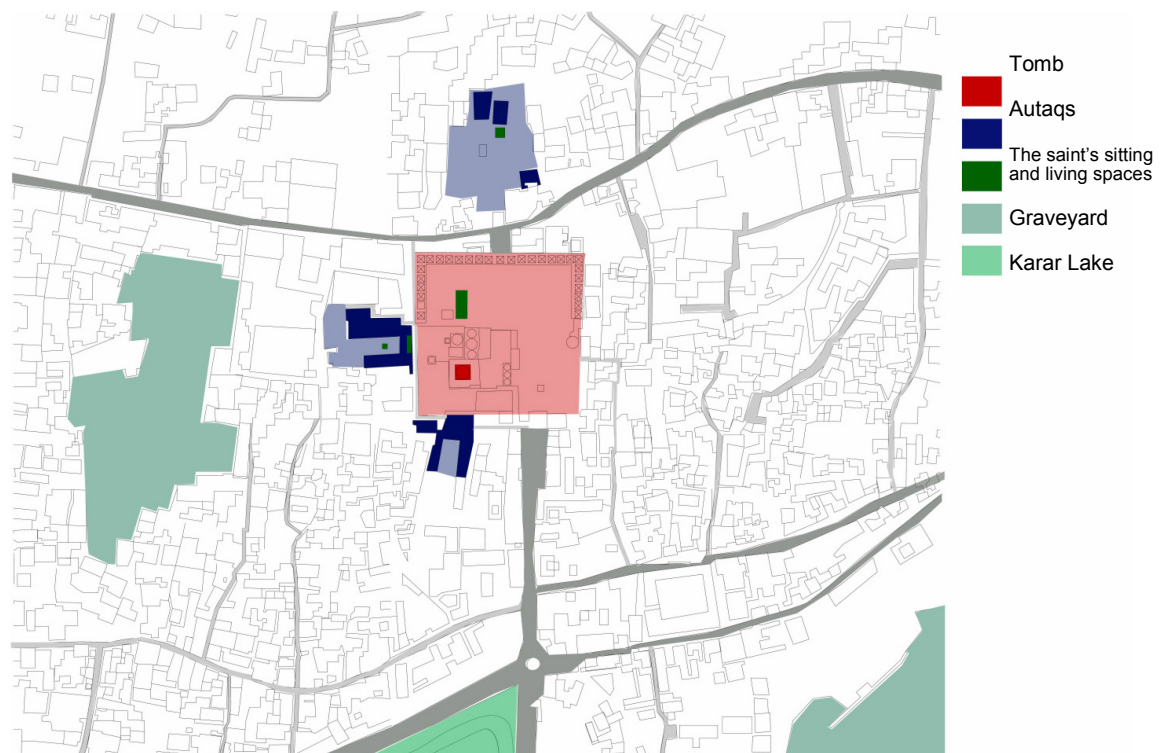 Tomb
Autaqs
The saint's sitting
and living spaces
Graveyard
Karar Lake